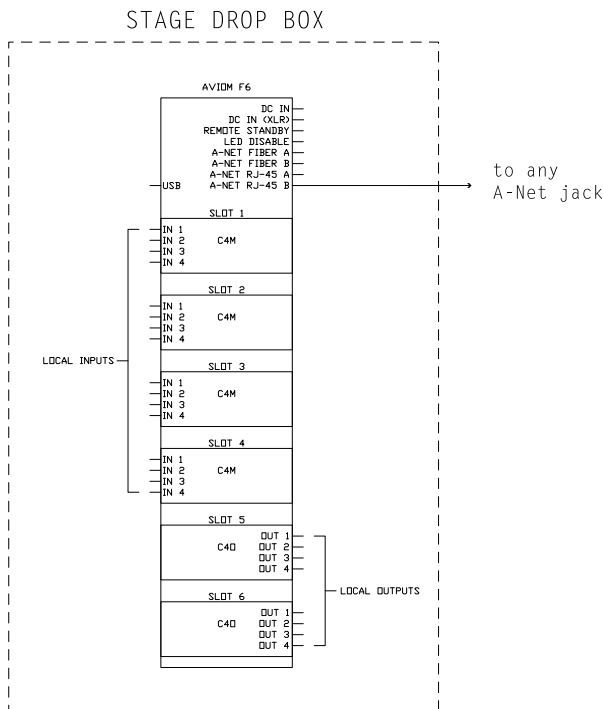 STAGE DROP BOX
AVIOM F6
DC IN
DC IN (XLR)
REMOTE STANDBY
LED DISABLE
A-NET FIBER A
A-NET FIBER B
A-NET RJ-45 A
USB A-NET RJ-45 B
to any
A-Net jack
SLOT 1
IN 1
IN 2 C4M
IN 3
IN 4
SLOT 2
IN 1
IN 2 C4M
IN 3
IN 4
LOCAL INPUTS
SLOT 3
IN 1
IN 2 C4M
IN 3
IN 4
SLOT 4
IN 1
IN 2 C4M
IN 3
IN 4
SLOT 5
OUT 1
C4O OUT 2
OUT 3
OUT 4
LOCAL OUTPUTS
SLOT 6
OUT 1
C4O OUT 2
OUT 3
OUT 4